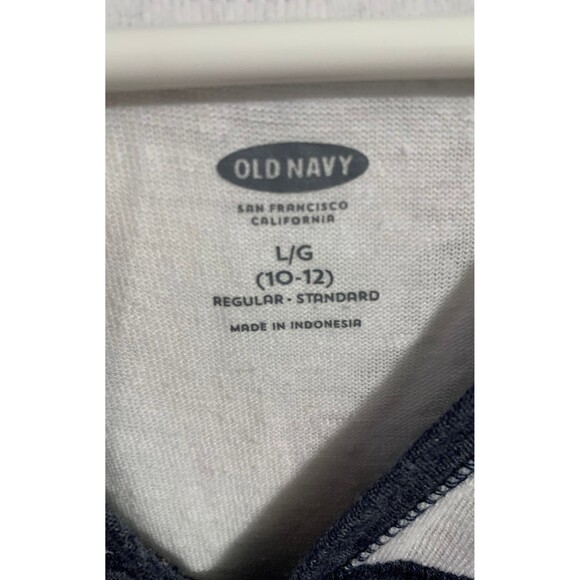 OLD NAVY
SAN FRANCISCO
CALIFORNIA
L/G
(10-12)
REGULAR • STANDARD
MADE IN INDONESIA